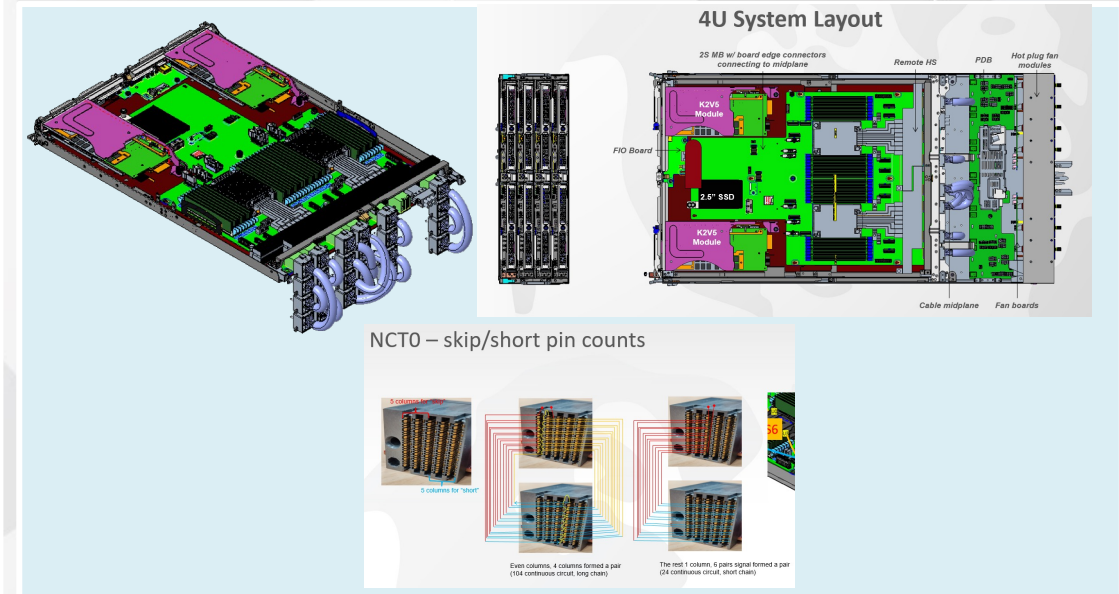 4U System Layout
2S MB w/ board edge connectors
connecting to midplane
Remote HS
PDB
Hot plug fan
modules
K2V5
Module
FIO Board
2.5" SSD
K2V5
Module
Cable midplane
Fan boards
NCT0 – skip/short pin counts
5 columns for "skip"
5 columns for "short"
56
Even columns, 4 columns formed a pair
(104 continuous circuit, long chain)
The rest 1 column, 6 pairs signal formed a pair
(24 continuous circuit, short chain)